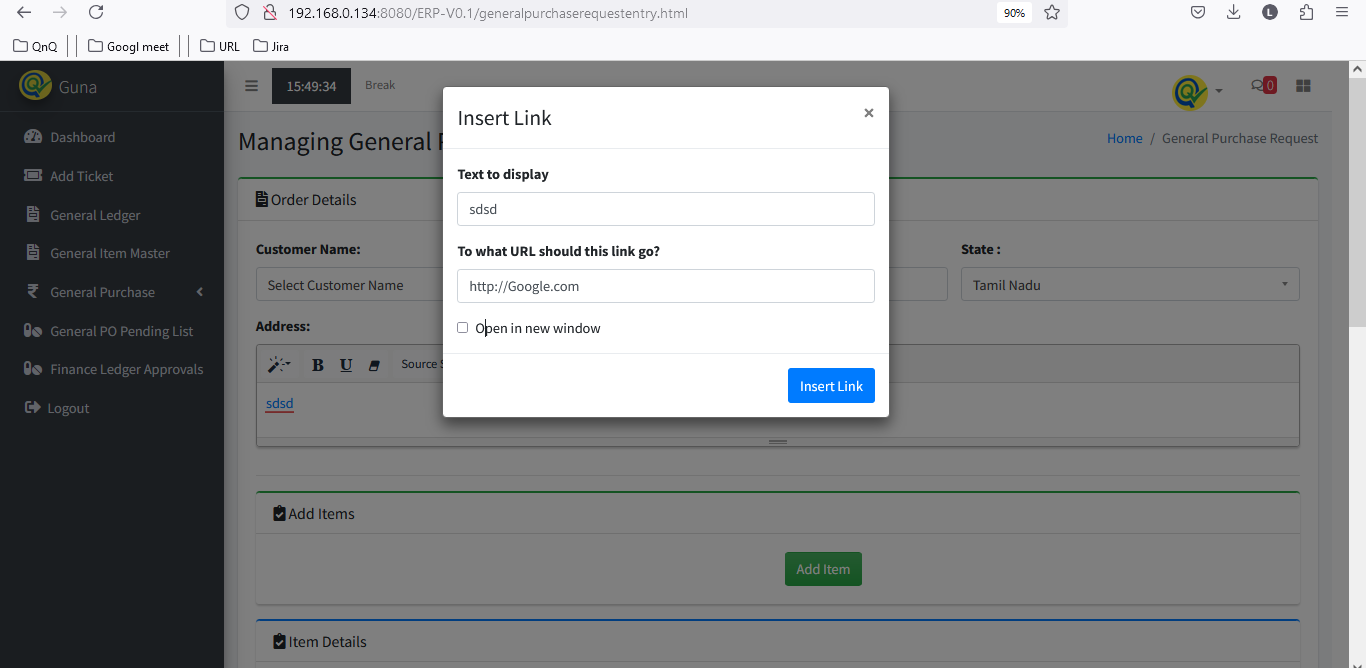 192.168.0.134:8080/ERP-V0.1/generalpurchaserequestentry.html
90%
L
QnQ
Googl meet
URL
Jira
Guna
15:49:34
Break
0
Dashboard
Add Ticket
General Ledger
General Item Master
General Purchase
General PO Pending List
Finance Ledger Approvals
Logout
Managing General
Home / General Purchase Request
Order Details
Customer Name:
Select Customer Name
State :
Tamil Nadu
Address:
B U
Source
sdsd
Insert Link
×
Text to display
sdsd
To what URL should this link go?
http://Google.com
Open in new window
Insert Link
Add Items
Add Item
Item Details